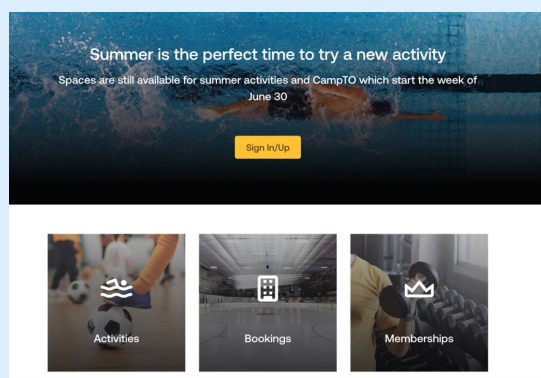 Summer is the perfect time to try a new activity
Spaces are still available for summer activities and CampTO which start the week of
June 30
Sign In/Up
Activities
Bookings
Memberships